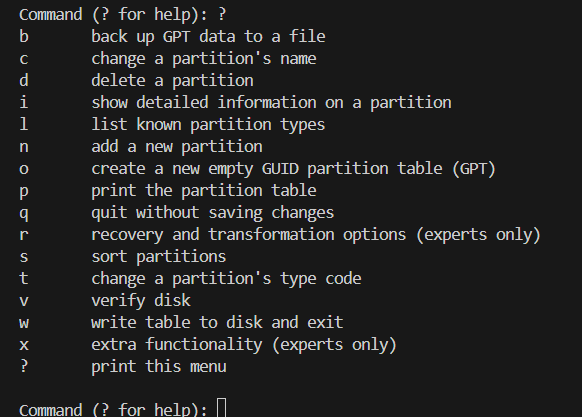 Command (? for help): ?
b       back up GPT data to a file
c       change a partition's name
d       delete a partition
i       show detailed information on a partition
l       list known partition types
n       add a new partition
o       create a new empty GUID partition table (GPT)
p       print the partition table
q       quit without saving changes
r       recovery and transformation options (experts only)
s       sort partitions
t       change a partition's type code
v       verify disk
w       write table to disk and exit
x       extra functionality (experts only)
?       print this menu
Command (? for help):